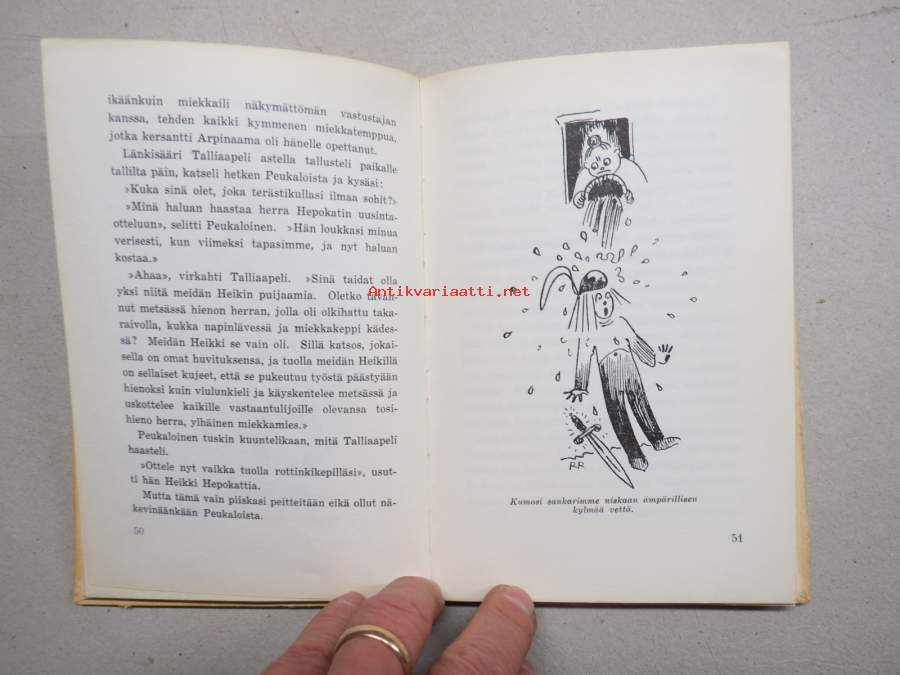 ikäänkuin miekkaili näkymättömän vastustajan
kanssa, tehden kaikki kymmenen miekkatemppua,
jotka kersantti Arpinaama oli hänelle opettanut.
Länkisääri Talliaapeli astella tallusteli paikalle
tallilta päin, katseli hetken Peukaloista ja kysäsi:
»Kuka sinä olet, joka terästikullasi ilmaa sohit?»
»Minä haluan haastaa herra Hepokatin uusinta-
otteluun», selitti Peukaloinen. »Hän loukkasi minua
verisesti, kun viimeksi tapasimme, ja nyt haluan
kostaa.»
»Ahaa», virkahti Talliaapeli. »Sinä taidat olla
yksi niitä meidän Heikin puijaamia. Oletko tavan-
nut metsässä hienon herran, jolla oli olkihattu taka-
raivolla, kukka napinlävessä ja miekkakeppi kädes-
sä? Meidän Heikki se vain oli. Sillä katsos, jokai-
sella on omat huvituksensa, ja tuolla meidän Heikillä
on sellaiset kujeet, että se pukeutuu työstä päästyään
hienoksi kuin viulunkieli ja käyskentelee metsässä ja
uskottelee kaikille vastaantulijoille olevansa tosi-
hieno herra, ylhäinen miekkamies.»
Peukaloinen tuskin kuuntelikaan, mitä Talliaapeli
haasteli.
»Ottele nyt vaikka tuolla rottinkikepilläsi», usut-
ti hän Heikki Hepokattia.
Mutta tämä vain piiskasi peitteitään eikä ollut nä-
kevinäänkään Peukaloista.
50
Antikvariaatti.net
RR
Kumosi sankarimme niskaan ämpärillisen
kylmää vettä.
51